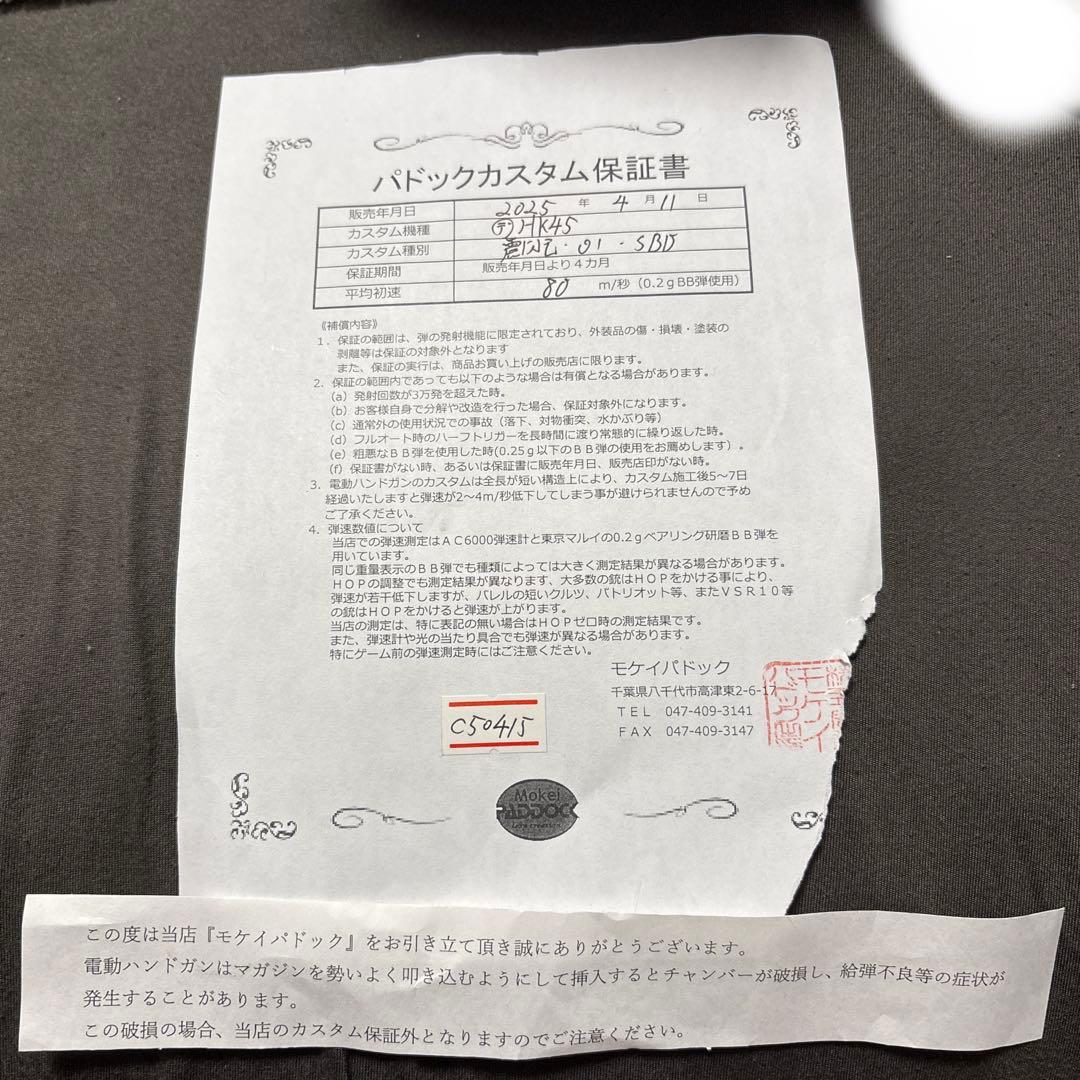 パドックカスタム保証書
販売年月日 2025 年 4 月 11 日
カスタム機種 デ HK45
カスタム種別 01・SBD
保証期間 販売年月日より4カ月
平均初速 80 m/秒（0.2gBB弾使用）
《補償内容》
1．保証の範囲は、弾の発射機能に限定されており、外装品の傷・損壊・塗装の
剥離等は保証の対象外となります
また、保証の実行は、商品お買い上げの販売店に限ります。
2．保証の範囲内であっても以下のような場合は有償となる場合があります。
（a）発射回数が3万発を超えた時。
（b）お客様自身で分解や改造を行った場合、保証対象外になります。
（c）通常外の使用状況での事故（落下、対物衝突、水かぶり等）
（d）フルオート時のハーフトリガーを長時間に渡り常態的に繰り返した時。
（e）粗悪なＢＢ弾を使用した時(0.25ｇ以下のＢＢ弾の使用をお薦めします）。
（f）保証書がない時、あるいは保証書に販売年月日、販売店印がない時。
3．電動ハンドガンのカスタムは全長が短い構造上により、カスタム施工後5～7日
経過いたしますと弾速が2～4m/秒低下してしまう事が避けられませんので予め
ご了承ください。
4．弾速数値について
当店での弾速測定はＡＣ6000弾速計と東京マルイの0.2ｇベアリング研磨ＢＢ弾を
用いています。
同じ重量表示のＢＢ弾でも種類によっては大きく測定結果が異なる場合があります。
ＨＯＰの調整でも測定結果が異なります、大多数の銃はＨＯＰをかける事により、
弾速が若干低下しますが、バレルの短いクルツ、パトリオット等、またＶＳＲ１０等
の銃はＨＯＰをかけると弾速が上がります。
当店の測定は、特に表記の無い場合はＨＯＰゼロ時の測定結果です。
また、弾速計や光の当たり具合でも弾速が異なる場合があります。
特にゲーム前の弾速測定時にはご注意ください。
モケイパドック
千葉県八千代市高津東2-6-17
ＴＥＬ 047-409-3141
ＦＡＸ 047-409-3147
C50415
Mokei
PADDOCK
この度は当店『モケイパドック』をお引き立て頂き誠にありがとうございます。
電動ハンドガンはマガジンを勢いよく叩き込むようにして挿入するとチャンバーが破損し、給弾不良等の症状が
発生することがあります。
この破損の場合、当店のカスタム保証外となりますのでご注意ください。